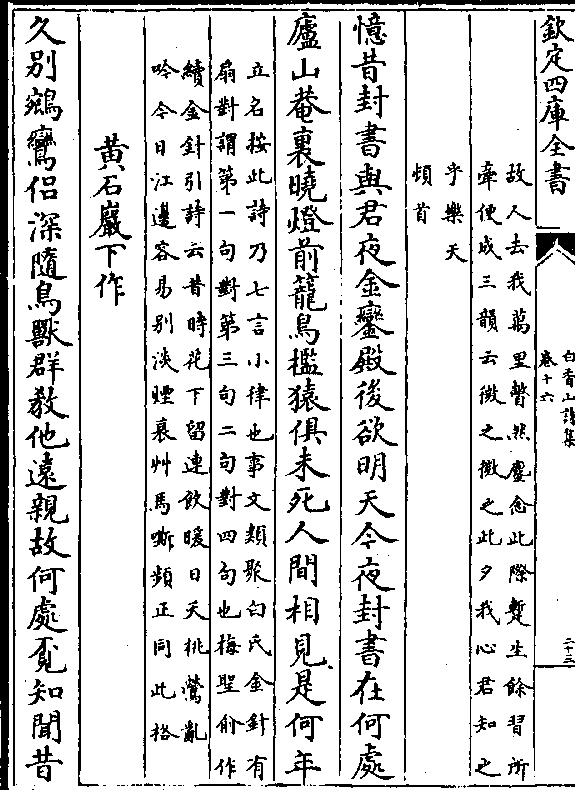 欽定四庫全書
白香山詩集
卷十六
二十三
故人去我萬里瞥然塵念此際蹔生餘習所
牽便成三韻云微之微之此夕我心君知之
乎樂天
頓首
憶昔封書與君夜金鑾殿後欲明天今夜封書在何處
廬山菴裏曉燈前籠鳥檻猿俱未死人間相見是何年
立名按此詩乃七言小律也事文類聚白氏金針有
扇對謂第一句對第三句二句對四句也梅聖俞作
續金針引詩云昔時花下留連飲暖日夭桃鶯亂
吟今日江邊容易別淡煙衰艸馬嘶頻正同此格
黄石巖下作
久別鵷鸞侣深隨鳥獸群教他遠親故何處覔知聞昔